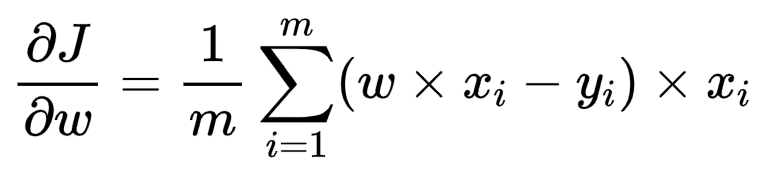 ∂J/∂w = 1/m ∑_{i=1}^{m} (w × x_i − y_i) × x_i